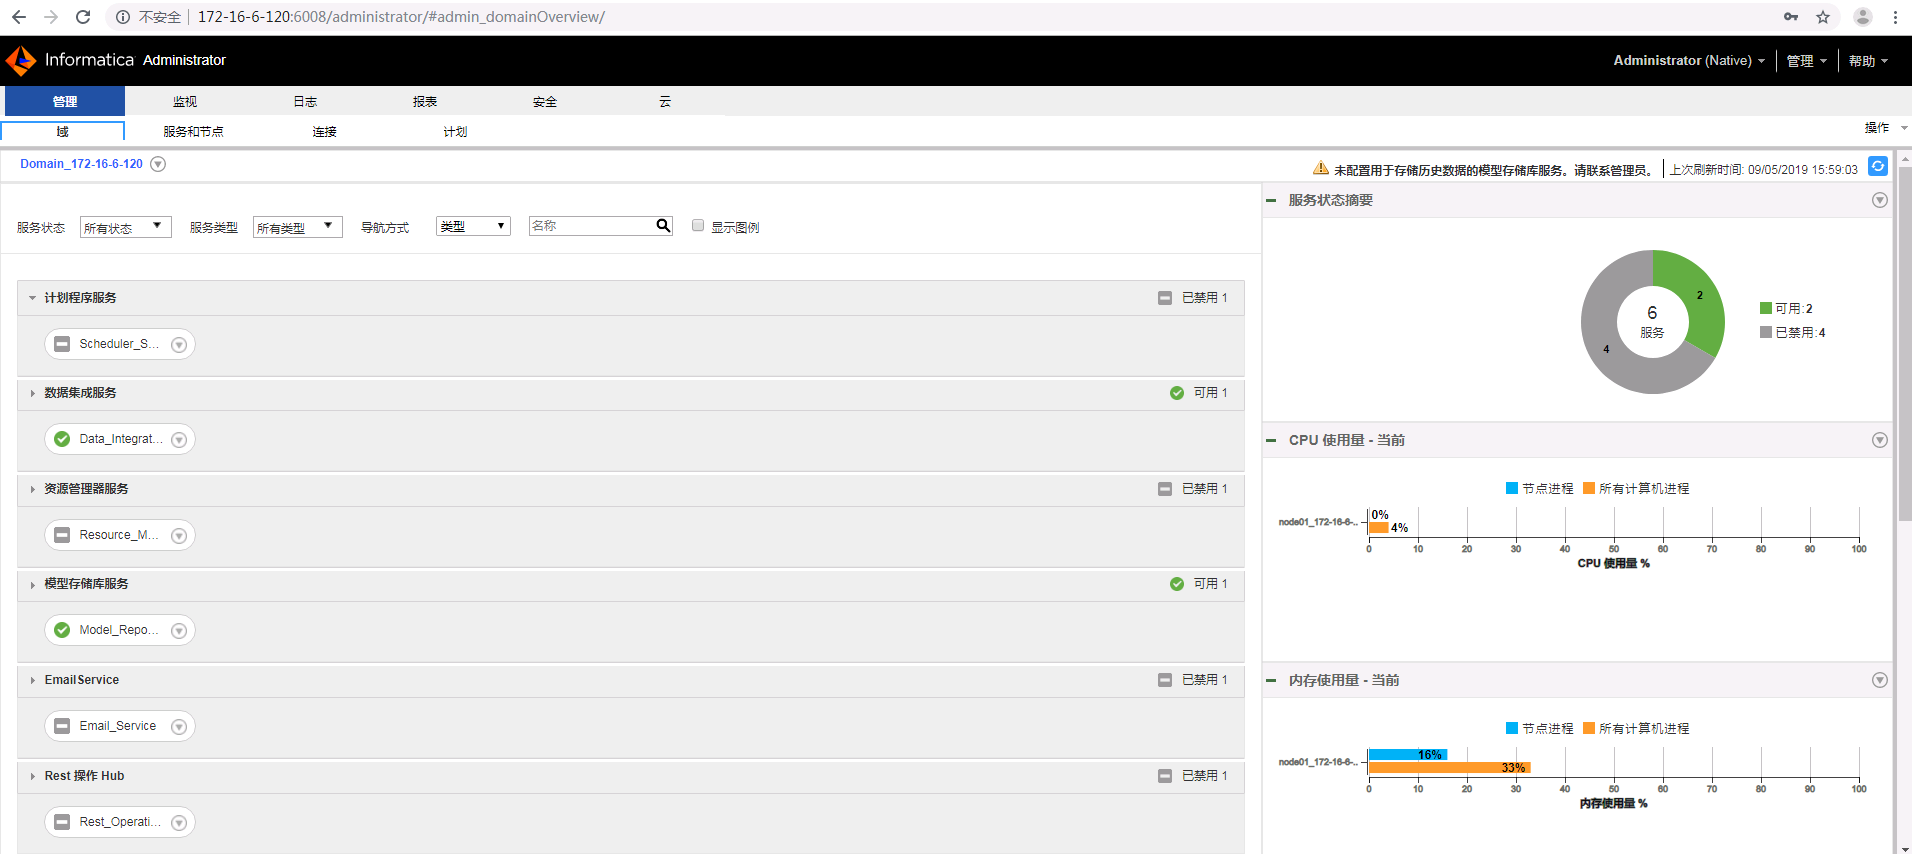 不安全 172-16-6-120:6008/administrator/#admin_domainOverview/
Informatica Administrator
Administrator (Native) 管理 帮助
管理 监视 日志 报表 安全 云
域 服务和节点 连接 计划
操作
Domain_172-16-6-120
未配置用于存储历史数据的模型存储库服务。请联系管理员。 上次刷新时间: 09/05/2019 15:59:03
服务状态 所有状态 服务类型 所有类型 导航方式 类型 名称 显示图例
计划程序服务 已禁用 1
Scheduler_S...
数据集成服务 可用 1
Data_Integrat...
资源管理器服务 已禁用 1
Resource_M...
模型存储库服务 可用 1
Model_Repo...
EmailService 已禁用 1
Email_Service
Rest 操作 Hub 已禁用 1
Rest_Operati...
服务状态摘要
2
6
服务
4
可用:2
已禁用:4
CPU 使用量 - 当前
节点进程 所有计算机进程
node01_172-16-6-..
0%
4%
0 10 20 30 40 50 60 70 80 90 100
CPU 使用量 %
内存使用量 - 当前
节点进程 所有计算机进程
node01_172-16-6-..
16%
33%
0 10 20 30 40 50 60 70 80 90 100
内存使用量 %